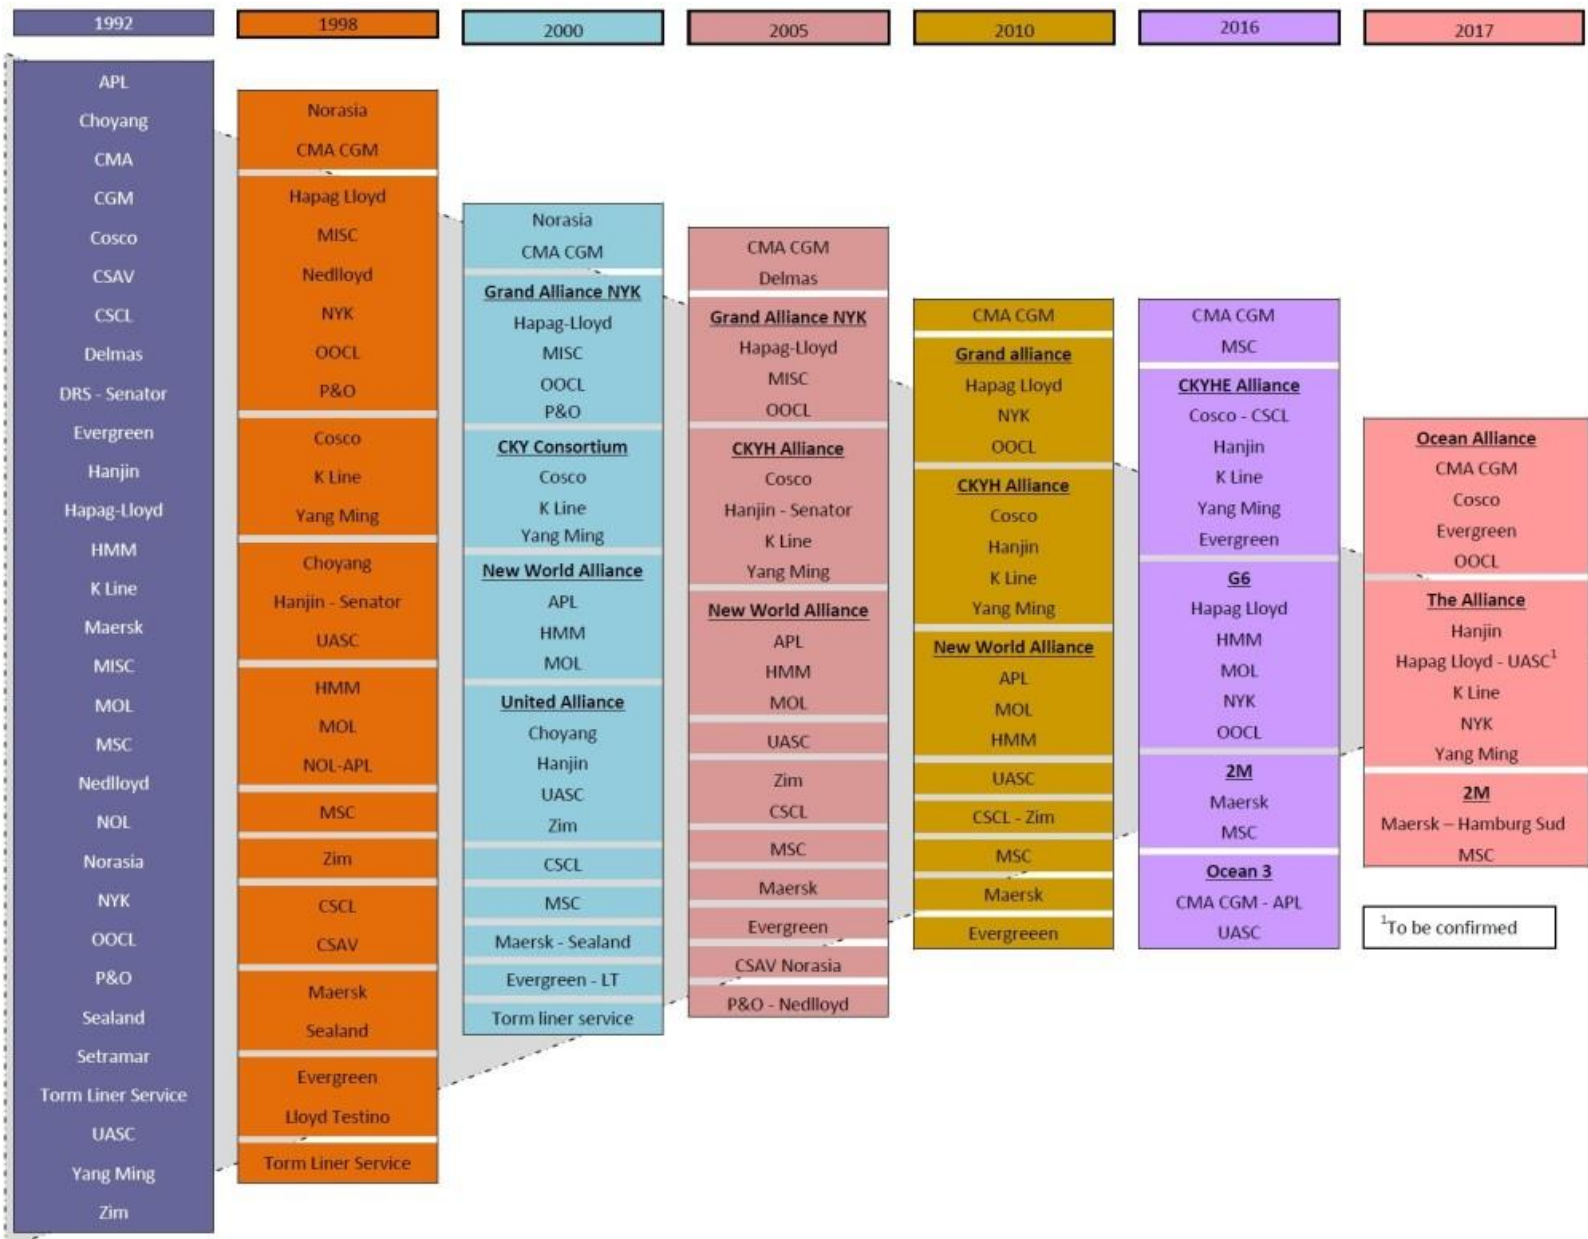 1992
APL
Choyang
CMA
CGM
Cosco
CSAV
CSCL
Delmas
DRS - Senator
Evergreen
Hanjin
Hapag-Lloyd
HMM
K Line
Maersk
MISC
MOL
MSC
Nedlloyd
NOL
Norasia
NYK
OOCL
P&O
Sealand
Setramar
Torm Liner Service
UASC
Yang Ming
Zim
1998
Norasia
CMA CGM
Hapag Lloyd
MISC
Nedlloyd
NYK
OOCL
P&O
Cosco
K Line
Yang Ming
Choyang
Hanjin - Senator
UASC
HMM
MOL
NOL-APL
MSC
Zim
CSCL
CSAV
Maersk
Sealand
Evergreen
Lloyd Testino
Torm Liner Service
2000
Norasia
CMA CGM
Grand Alliance NYK
Hapag-Lloyd
MISC
OOCL
P&O
CKY Consortium
Cosco
K Line
Yang Ming
New World Alliance
APL
HMM
MOL
United Alliance
Choyang
Hanjin
UASC
Zim
CSCL
MSC
Maersk - Sealand
Evergreen - LT
Torm liner service
2005
CMA CGM
Delmas
Grand Alliance NYK
Hapag-Lloyd
MISC
OOCL
CKYH Alliance
Cosco
Hanjin - Senator
K Line
Yang Ming
New World Alliance
APL
HMM
MOL
UASC
Zim
CSCL
MSC
Maersk
Evergreen
CSAV Norasia
P&O - Nedlloyd
2010
CMA CGM
Grand alliance
Hapag Lloyd
NYK
OOCL
CKYH Alliance
Cosco
Hanjin
K Line
Yang Ming
New World Alliance
APL
MOL
HMM
UASC
CSCL - Zim
MSC
Maersk
Evergreeen
2016
CMA CGM
MSC
CKYHE Alliance
Cosco - CSCL
Hanjin
K Line
Yang Ming
Evergreen
G6
Hapag Lloyd
HMM
MOL
NYK
OOCL
2M
Maersk
MSC
Ocean 3
CMA CGM - APL
UASC
2017
Ocean Alliance
CMA CGM
Cosco
Evergreen
OOCL
The Alliance
Hanjin
Hapag Lloyd - UASC¹
K Line
NYK
Yang Ming
2M
Maersk – Hamburg Sud
MSC
¹To be confirmed